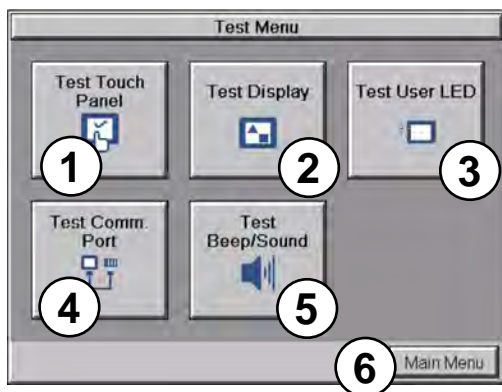 Test Menu
Test Touch
Panel
1
Test Display
2
Test User LED
3
Test Comm.
Port
4
Test
Beep/Sound
5
6
Main Menu